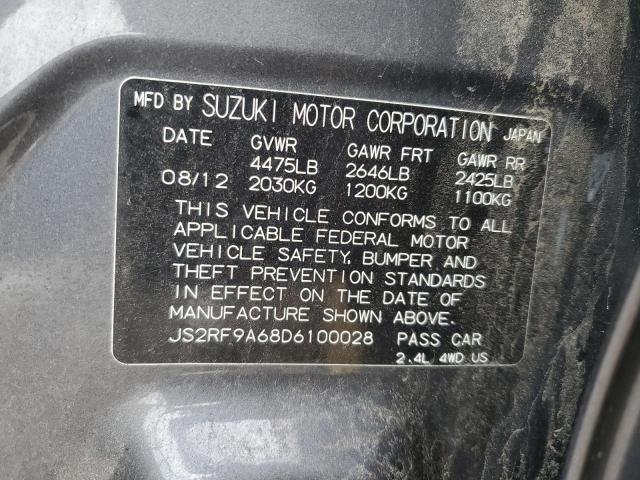 MFD BY SUZUKI MOTOR CORPORATION JAPAN
DATE GVWR GAWR FRT GAWR RR
4475LB 2646LB 2425LB
08/12 2030KG 1200KG 1100KG
THIS VEHICLE CONFORMS TO ALL
APPLICABLE FEDERAL MOTOR
VEHICLE SAFETY, BUMPER AND
THEFT PREVENTION STANDARDS
IN EFFECT ON THE DATE OF
MANUFACTURE SHOWN ABOVE.
JS2RF9A68D6100028 PASS CAR
2.4L 4WD US